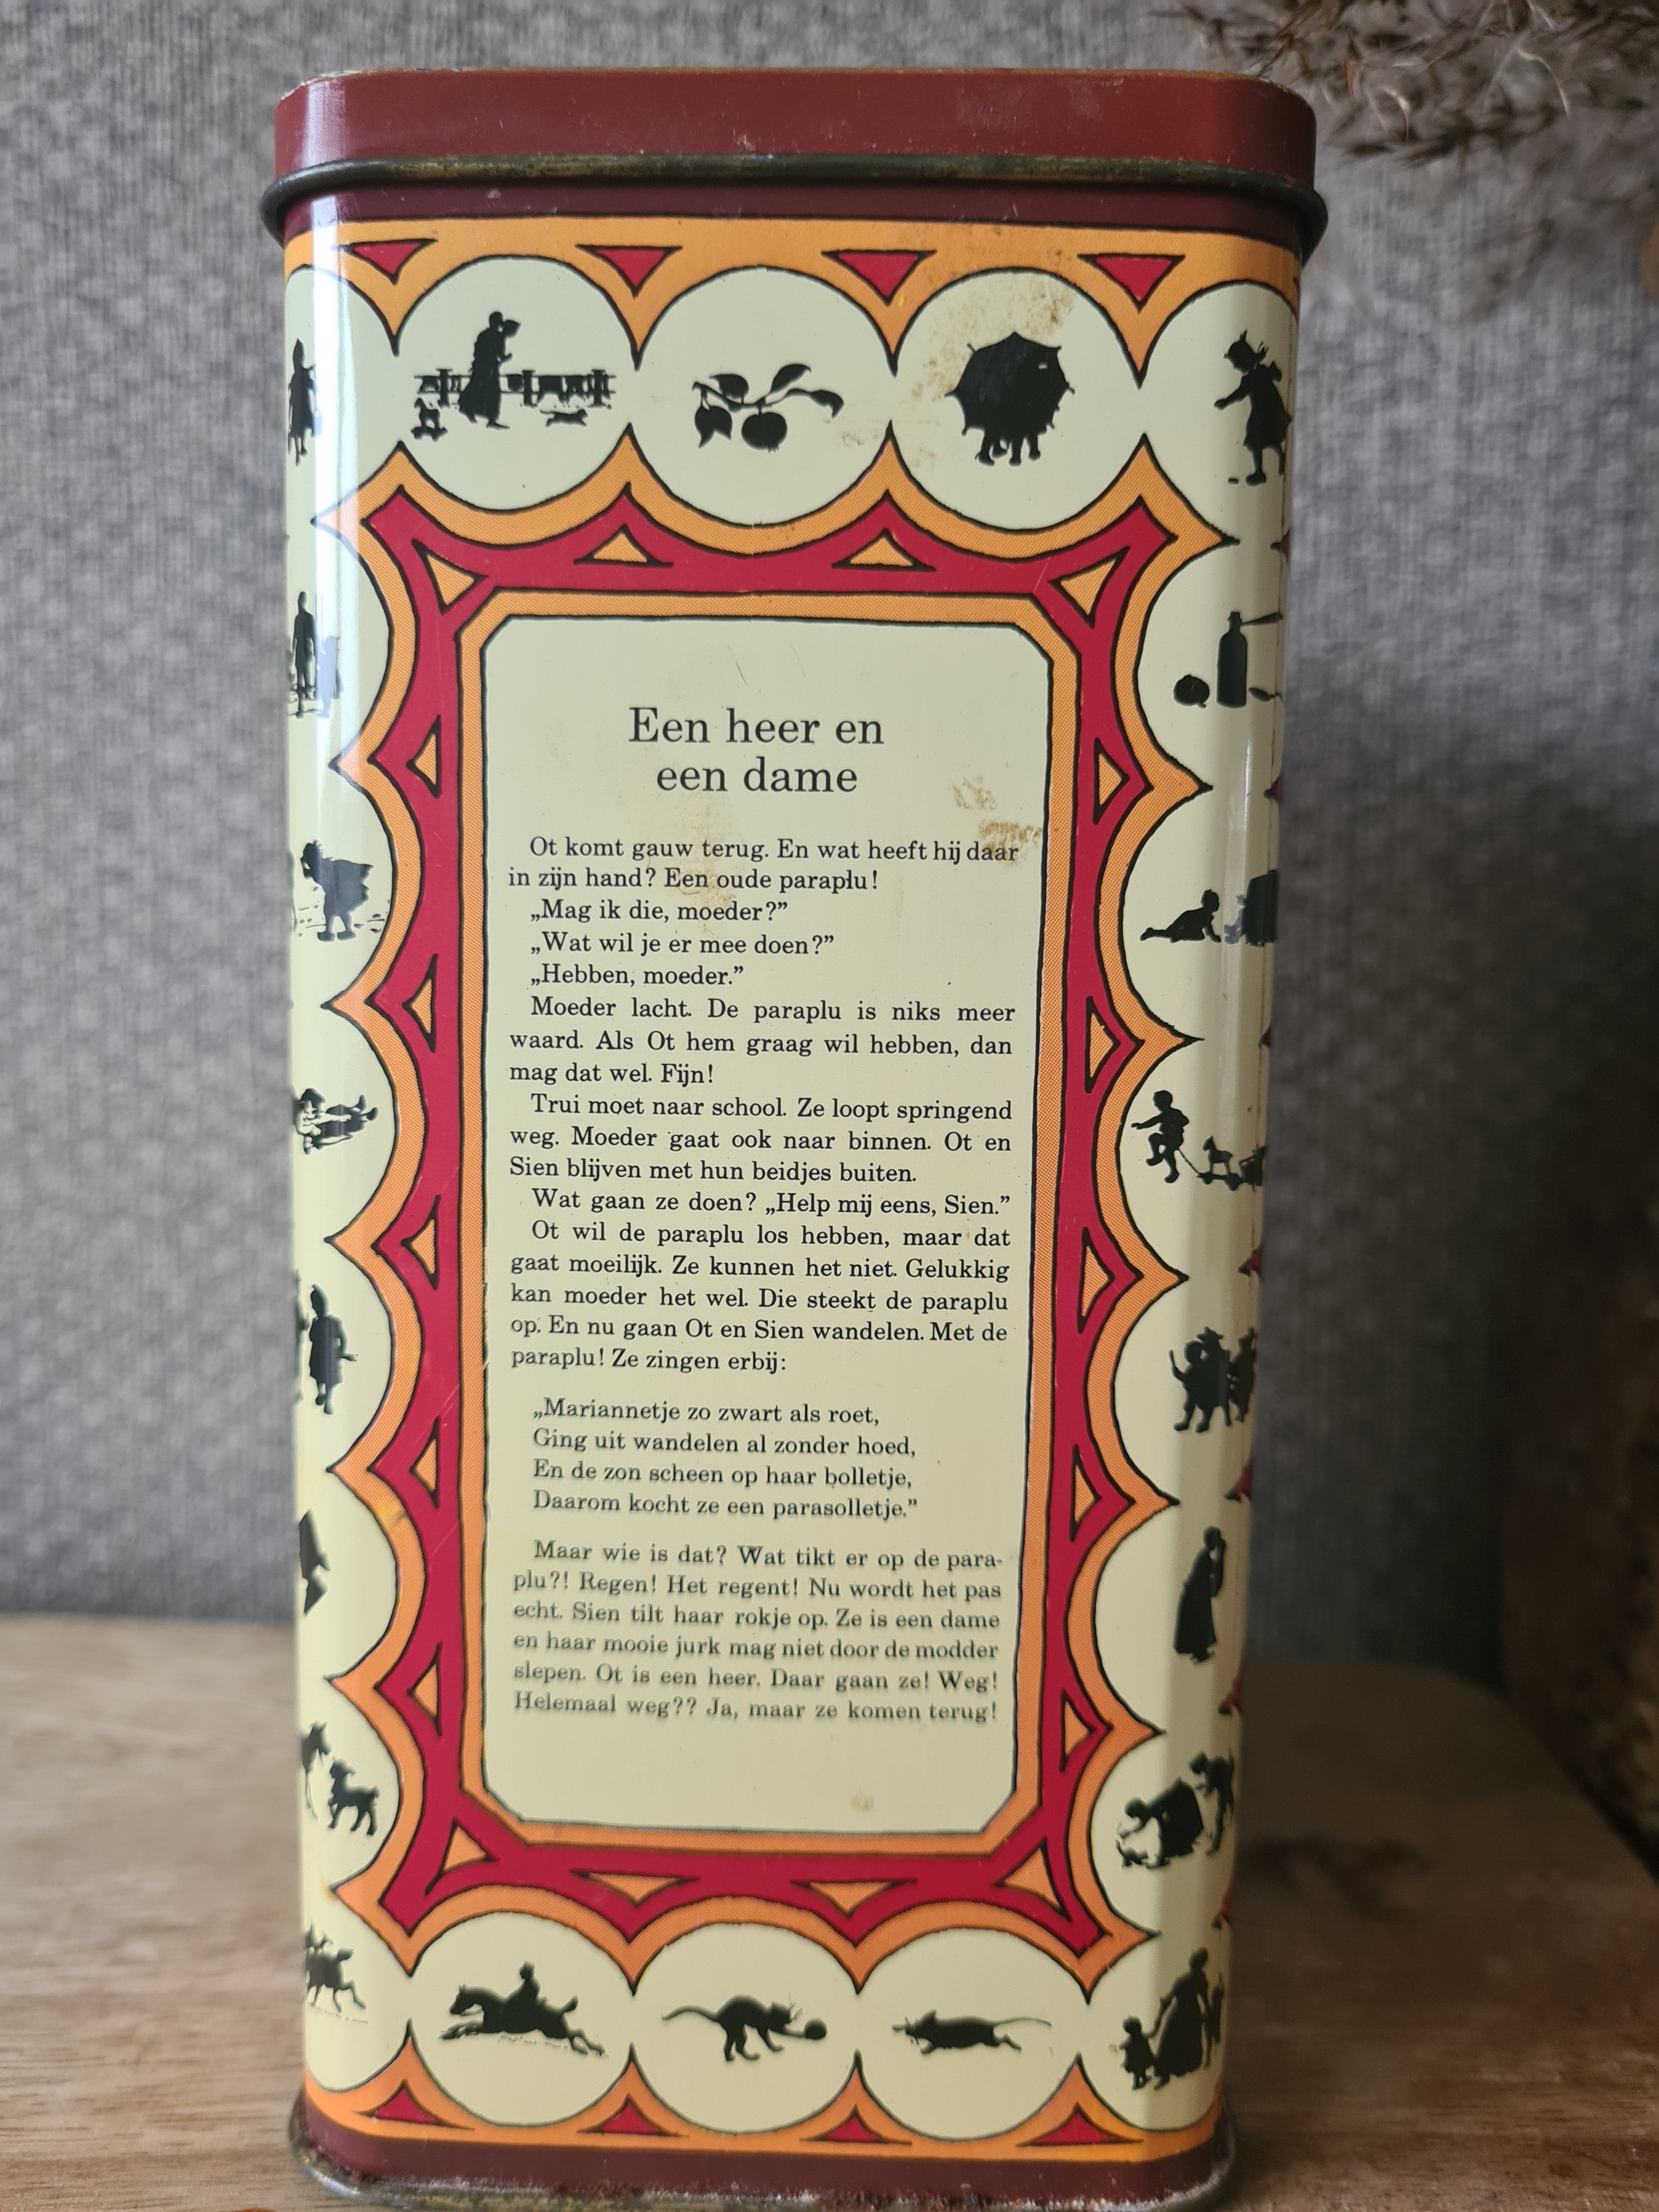 Een heer en
een dame
Ot komt gauw terug. En wat heeft hij daar
in zijn hand? Een oude paraplu!
„Mag ik die, moeder?”
„Wat wil je er mee doen?”
„Hebben, moeder.”
Moeder lacht. De paraplu is niks meer
waard. Als Ot hem graag wil hebben, dan
mag dat wel. Fijn!
Trui moet naar school. Ze loopt springend
weg. Moeder gaat ook naar binnen. Ot en
Sien blijven met hun beidjes buiten.
Wat gaan ze doen? „Help mij eens, Sien.”
Ot wil de paraplu los hebben, maar dat
gaat moeilijk. Ze kunnen het niet. Gelukkig
kan moeder het wel. Die steekt de paraplu
op. En nu gaan Ot en Sien wandelen. Met de
paraplu! Ze zingen erbij:
„Mariannetje zo zwart als roet,
Ging uit wandelen al zonder hoed,
En de zon scheen op haar bolletje,
Daarom kocht ze een parasolletje.”
Maar wie is dat? Wat tikt er op de para-
plu?! Regen! Het regent! Nu wordt het pas
echt. Sien tilt haar rokje op. Ze is een dame
en haar mooie jurk mag niet door de modder
slepen. Ot is een heer. Daar gaan ze! Weg!
Helemaal weg?? Ja, maar ze komen terug!